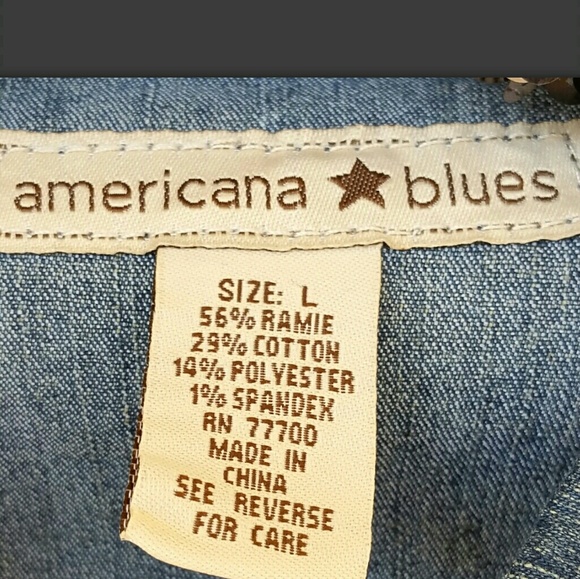 americana blues
SIZE: L
56% RAMIE
29% COTTON
14% POLYESTER
1% SPANDEX
RN 77700
MADE IN
CHINA
SEE REVERSE
FOR CARE